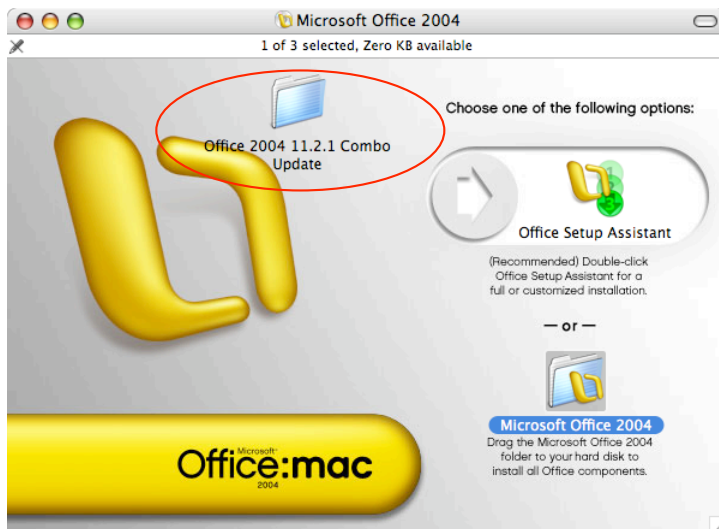 Microsoft Office 2004
1 of 3 selected, Zero KB available
Office 2004 11.2.1 Combo
Update
Choose one of the following options:
1
3
Office Setup Assistant
(Recommended) Double-click
Office Setup Assistant for a
full or customized installation.
— or —
Microsoft Office 2004
Drag the Microsoft Office 2004
folder to your hard disk to
install all Office components.
Microsoft
Office:mac
2004